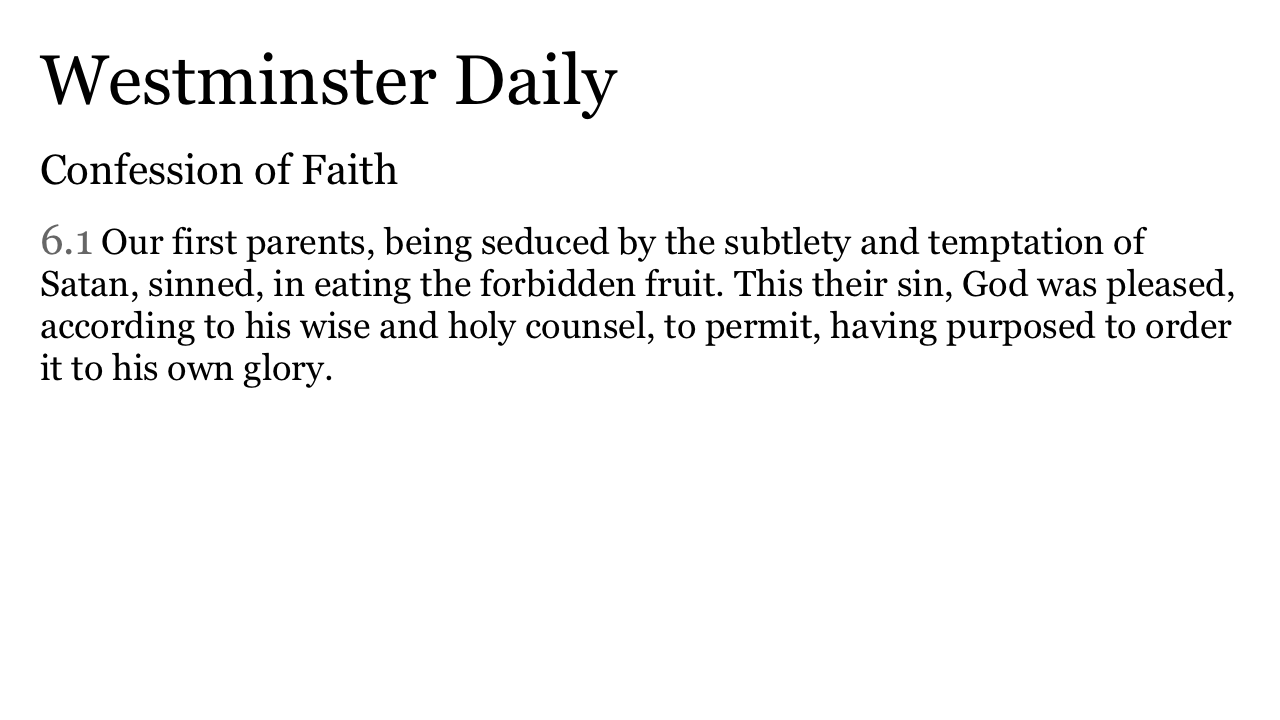 Westminster Daily
Confession of Faith
6.1 Our first parents, being seduced by the subtlety and temptation of
Satan, sinned, in eating the forbidden fruit. This their sin, God was pleased,
according to his wise and holy counsel, to permit, having purposed to order
it to his own glory.